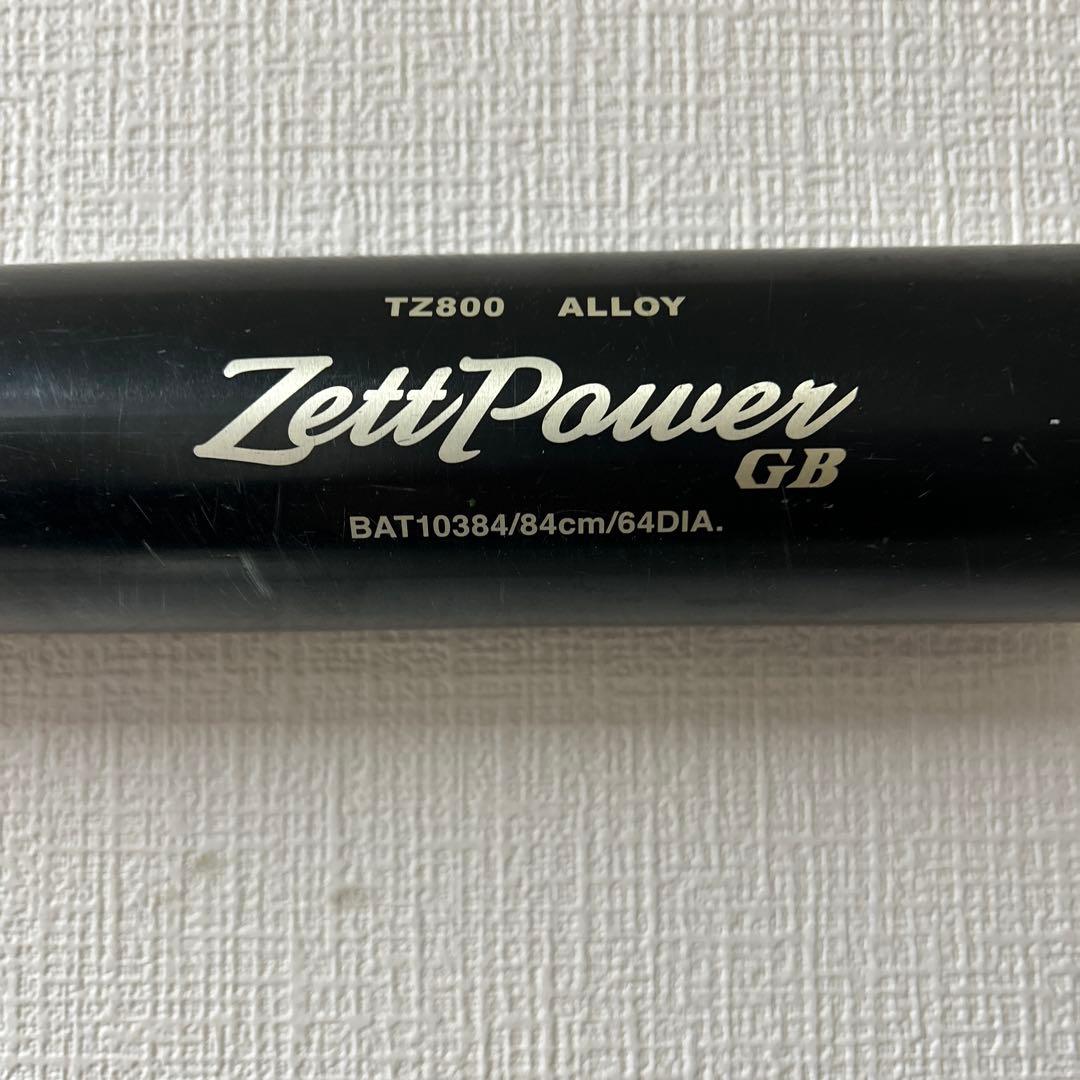 TZ800 ALLOY
ZettPower
GB
BAT10384/84cm/64DIA.